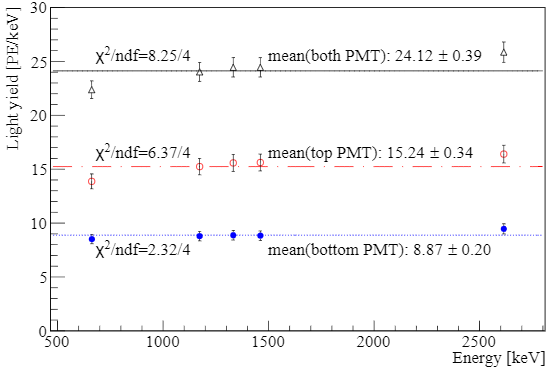 30
25
20
15
10
5
0
Light yield [PE/keV]
χ²/ndf=8.25/4 mean(both PMT): 24.12 ± 0.39
χ²/ndf=6.37/4 mean(top PMT): 15.24 ± 0.34
χ²/ndf=2.32/4 mean(bottom PMT): 8.87 ± 0.20
500 1000 1500 2000 2500
Energy [keV]